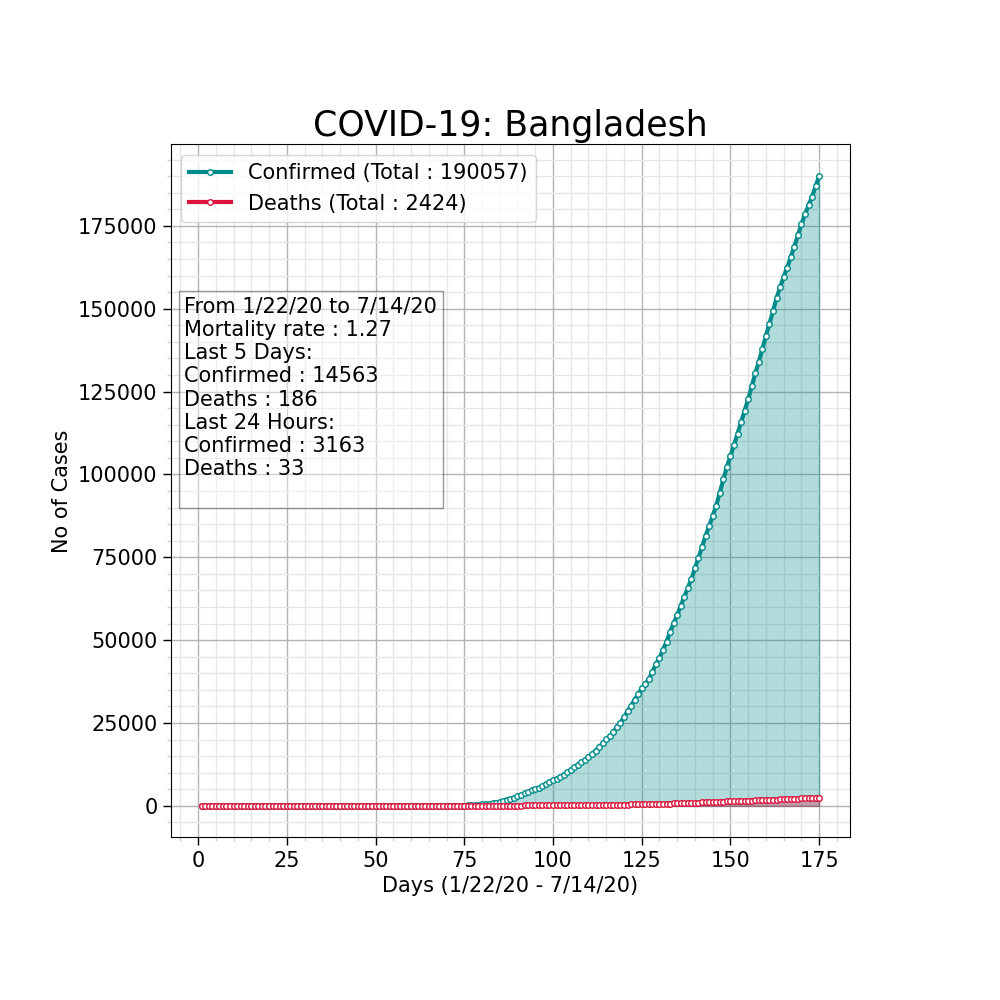 COVID-19: Bangladesh
Confirmed (Total : 190057)
Deaths (Total : 2424)
From 1/22/20 to 7/14/20
Mortality rate : 1.27
Last 5 Days:
Confirmed : 14563
Deaths : 186
Last 24 Hours:
Confirmed : 3163
Deaths : 33
No of Cases
175000
150000
125000
100000
75000
50000
25000
0
0 25 50 75 100 125 150 175
Days (1/22/20 - 7/14/20)